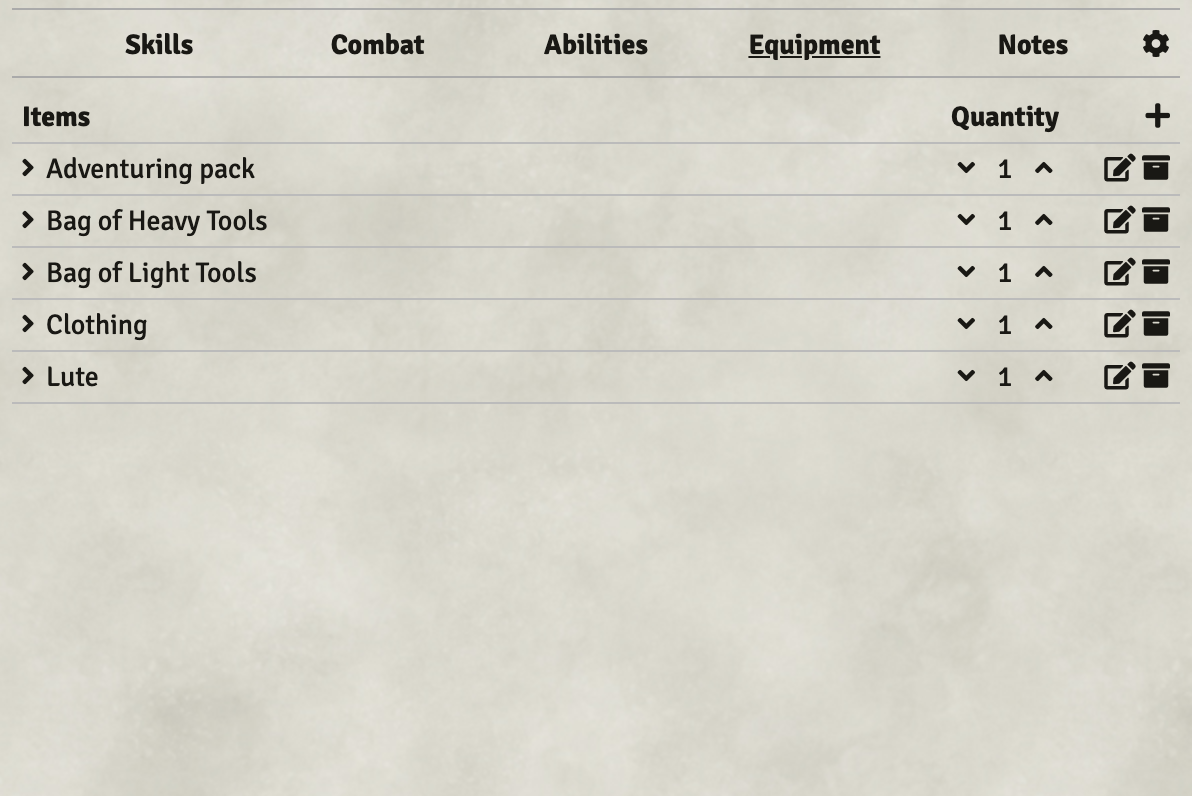 Skills Combat Abilities Equipment Notes
Items Quantity
Adventuring pack 1
Bag of Heavy Tools 1
Bag of Light Tools 1
Clothing 1
Lute 1